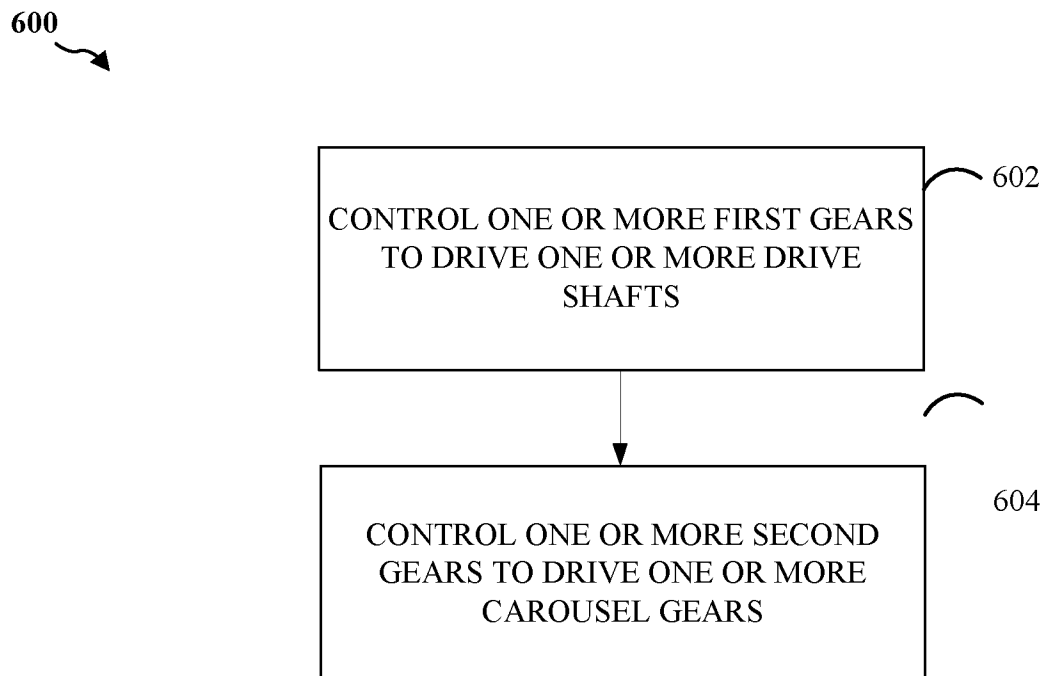 600
602
CONTROL ONE OR MORE FIRST GEARS
TO DRIVE ONE OR MORE DRIVE
SHAFTS
604
CONTROL ONE OR MORE SECOND
GEARS TO DRIVE ONE OR MORE
CAROUSEL GEARS